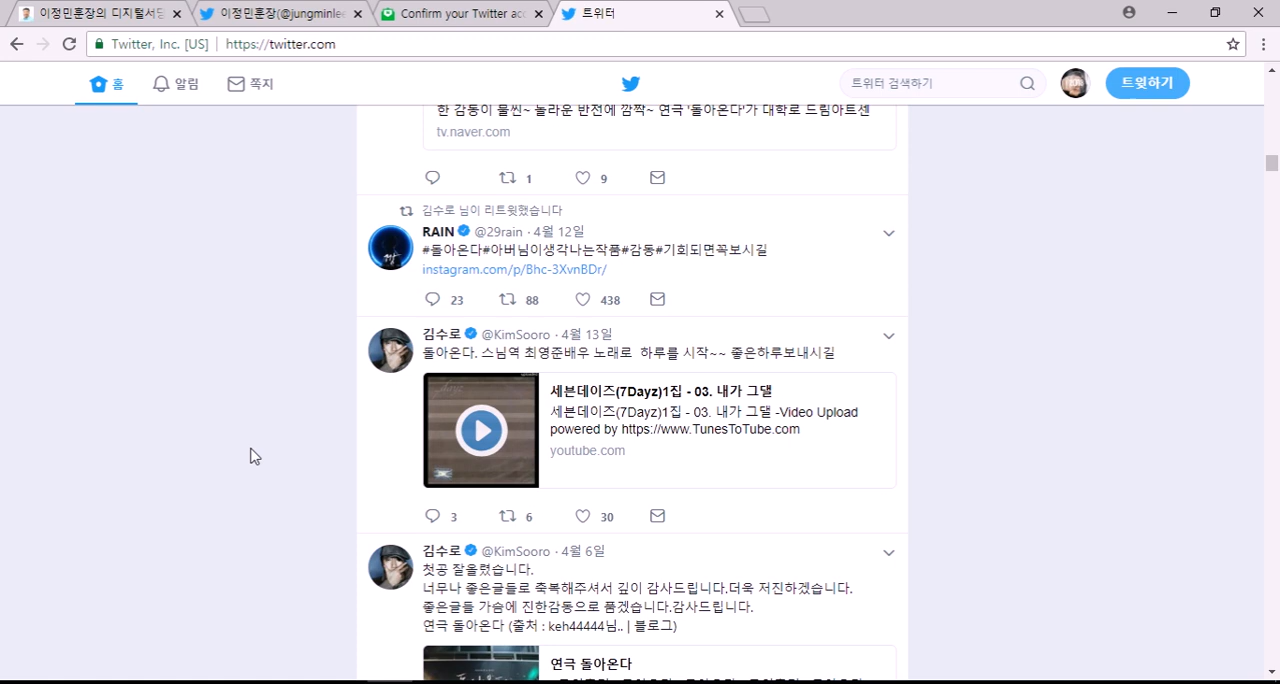 이정민훈장의 디지털서당
이정민훈장(@jungminlee
Confirm your Twitter acc
트위터
Twitter, Inc. [US]
https://twitter.com
홈
알림
쪽지
트위터 검색하기
트윗하기
한 감동이 물씬~ 놀라운 반전에 깜짝~ 연극 '돌아온다'가 대학로 드림아트센
tv.naver.com
1
9
김수로 님이 리트윗했습니다
RAIN @29rain · 4월 12일
#돌아온다#아버님이생각나는작품#감동#기회되면꼭보시길
instagram.com/p/Bhc-3XvnBDr/
23
88
438
김수로 @KimSooro · 4월 13일
돌아온다. 스님역 최영준배우 노래로 하루를 시작~~ 좋은하루보내시길
세븐데이즈(7Dayz)1집 - 03. 내가 그댈
세븐데이즈(7Dayz)1집 - 03. 내가 그댈 -Video Upload
powered by https://www.TunesToTube.com
youtube.com
3
6
30
김수로 @KimSooro · 4월 6일
첫공 잘올렸습니다.
너무나 좋은글들로 축복해주셔서 깊이 감사드립니다.더욱 저진하겠습니다.
좋은글들 가슴에 진한감동으로 품겠습니다.감사드립니다.
연극 돌아온다 (출처 : keh44444님.. | 블로그)
연극 돌아온다